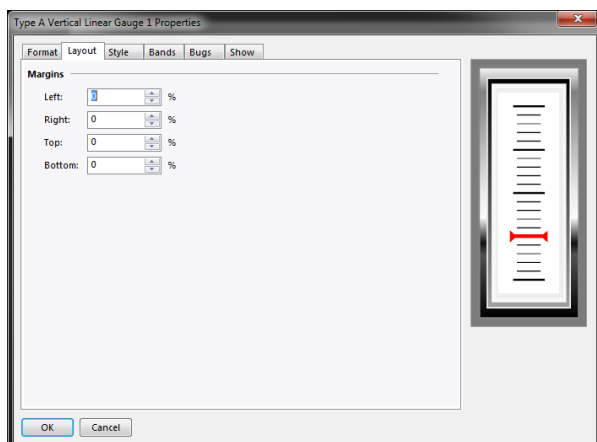 Type A Vertical Linear Gauge 1 Properties
Format Layout Style Bands Bugs Show
Margins
Left: 0 %
Right: 0 %
Top: 0 %
Bottom: 0 %
OK Cancel